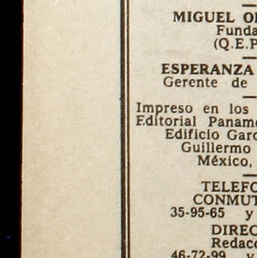 MIGUEL
Funda
(Q.E.P
ESPERANZA
Gerente de
Impreso en los
Editorial Panam
Edificio Garc
Guillermo
México,
TELEFO
CONMUT
35-95-65 y
DIREC
Redacc
46-72-99 y